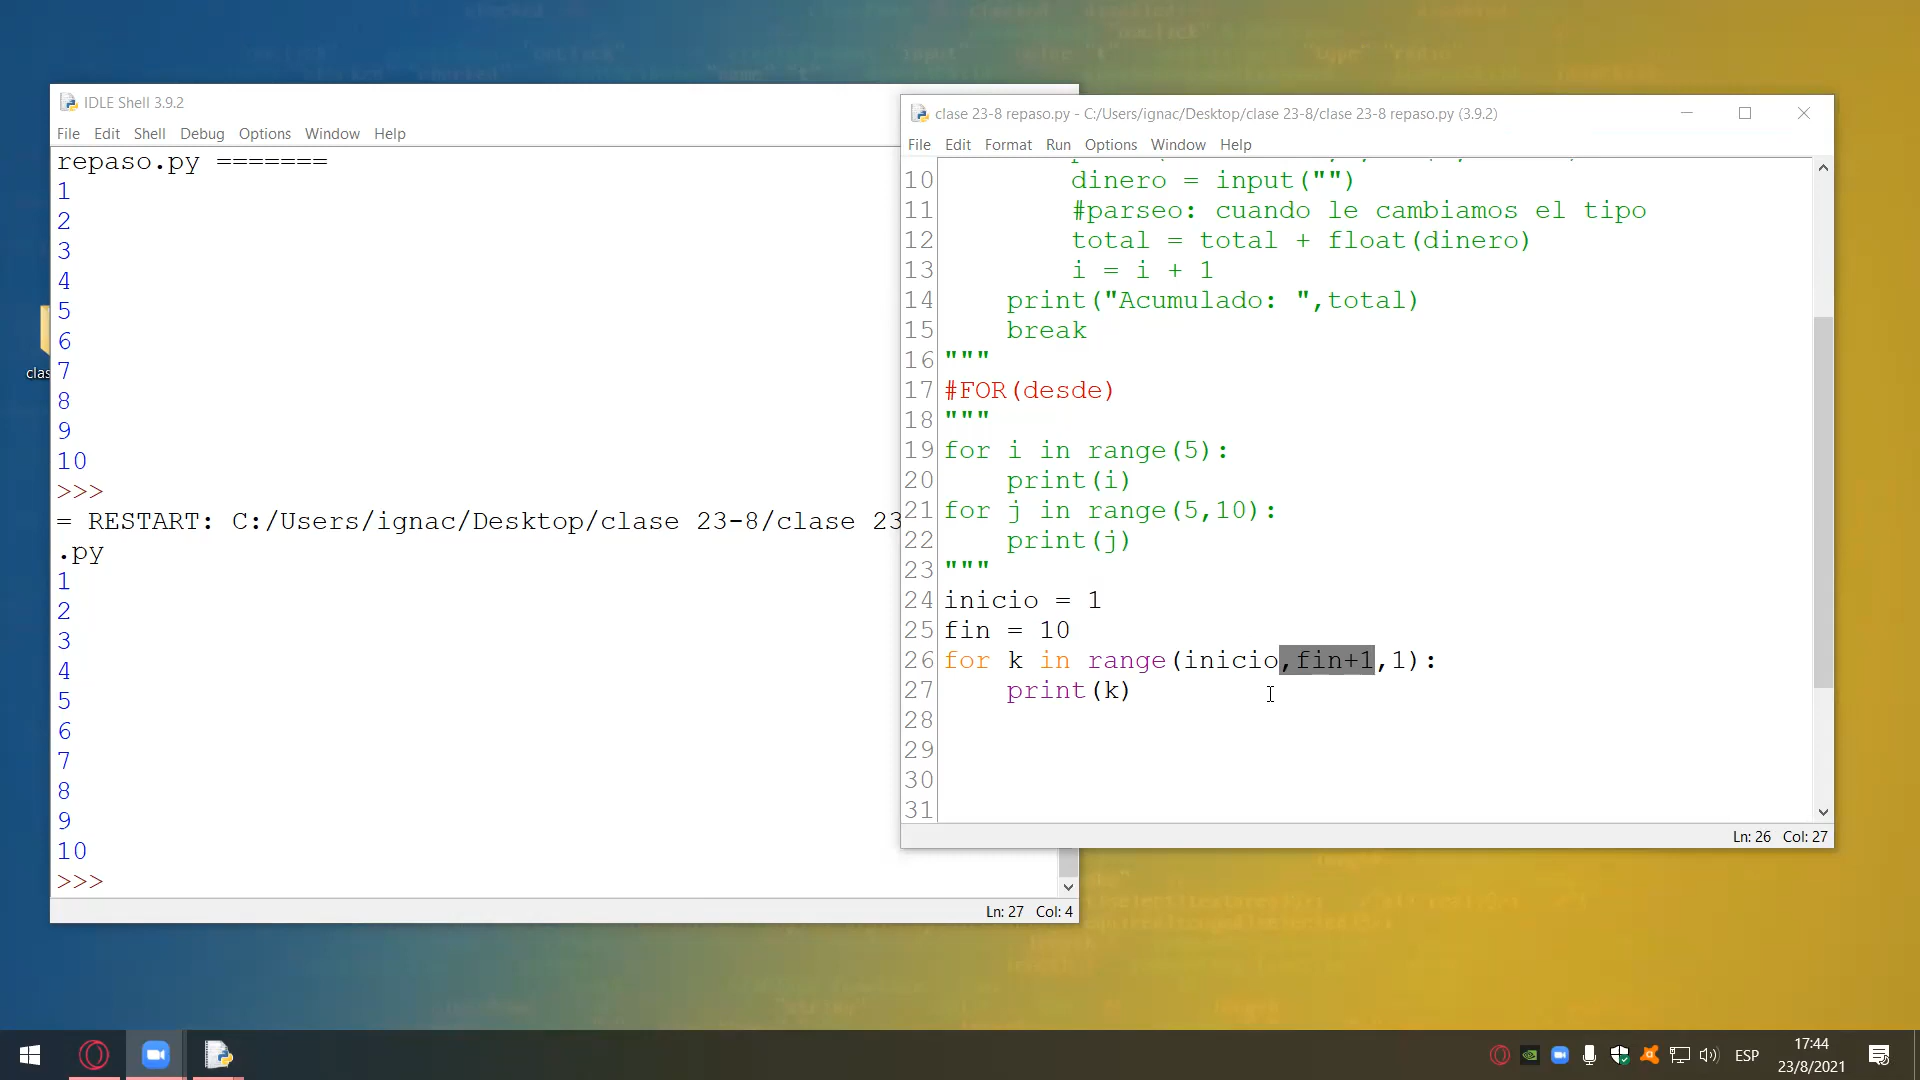 IDLE Shell 3.9.2
File Edit Shell Debug Options Window Help
repaso.py =======
1
2
3
4
5
6
7
8
9
10
>>>
= RESTART: C:/Users/ignac/Desktop/clase 23-8/clase 23
.py
1
2
3
4
5
6
7
8
9
10
>>>
Ln: 27 Col: 4
clas
clase 23-8 repaso.py - C:/Users/ignac/Desktop/clase 23-8/clase 23-8 repaso.py (3.9.2)
File Edit Format Run Options Window Help
10 dinero = input("")
11 #parseo: cuando le cambiamos el tipo
12 total = total + float(dinero)
13 i = i + 1
14 print("Acumulado: ",total)
15 break
16 """
17 #FOR(desde)
18 """
19 for i in range(5):
20 print(i)
21 for j in range(5,10):
22 print(j)
23 """
24 inicio = 1
25 fin = 10
26 for k in range(inicio,fin+1,1):
27 print(k)
28
29
30
31
Ln: 26 Col: 27
ESP
17:44
23/8/2021